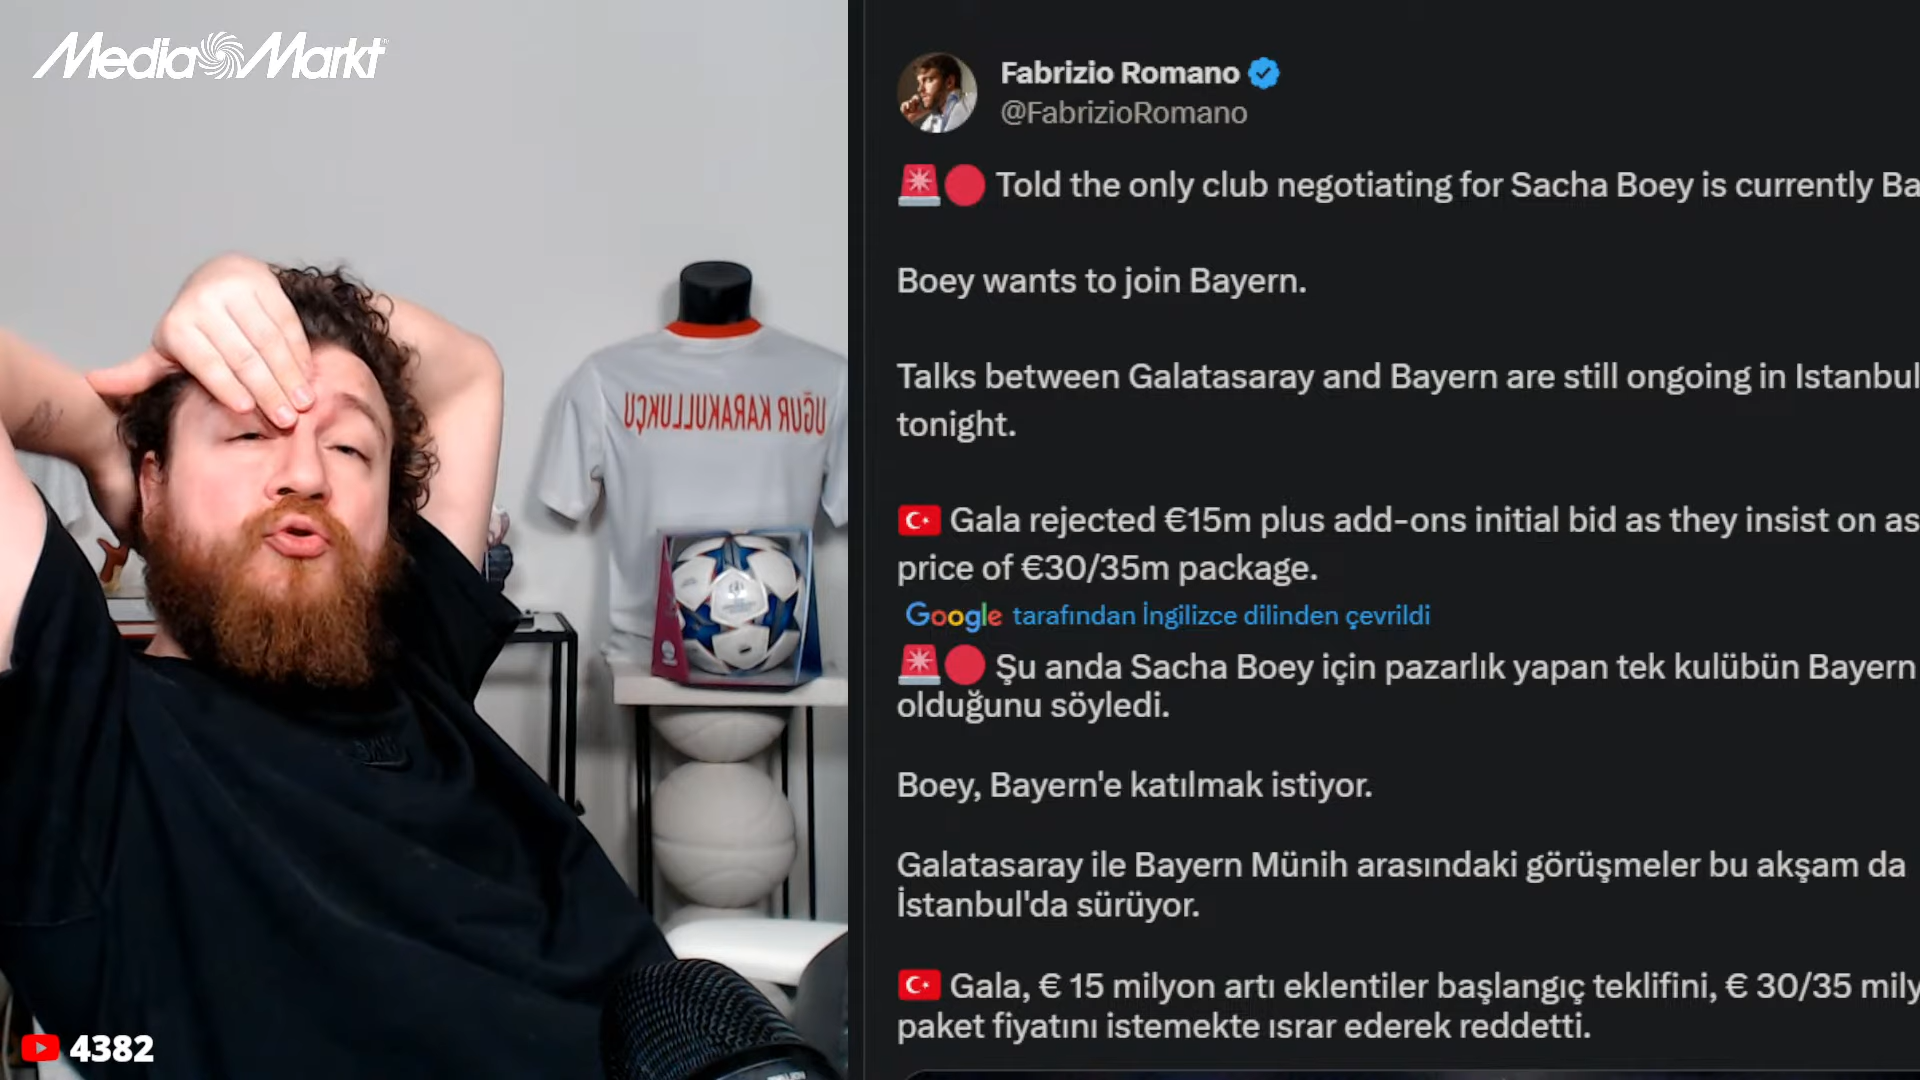 MediaMarkt
Fabrizio Romano
@FabrizioRomano
Told the only club negotiating for Sacha Boey is currently Ba
Boey wants to join Bayern.
Talks between Galatasaray and Bayern are still ongoing in Istanbul
tonight.
Gala rejected €15m plus add-ons initial bid as they insist on as
price of €30/35m package.
Google tarafından İngilizce dilinden çevrildi
Şu anda Sacha Boey için pazarlık yapan tek kulübün Bayern
olduğunu söyledi.
Boey, Bayern'e katılmak istiyor.
Galatasaray ile Bayern Münih arasındaki görüşmeler bu akşam da
İstanbul'da sürüyor.
Gala, € 15 milyon artı eklentiler başlangıç teklifini, € 30/35 mily
paket fiyatını istemekte ısrar ederek reddetti.
UĞUR KARAKULLUKÇU
4382